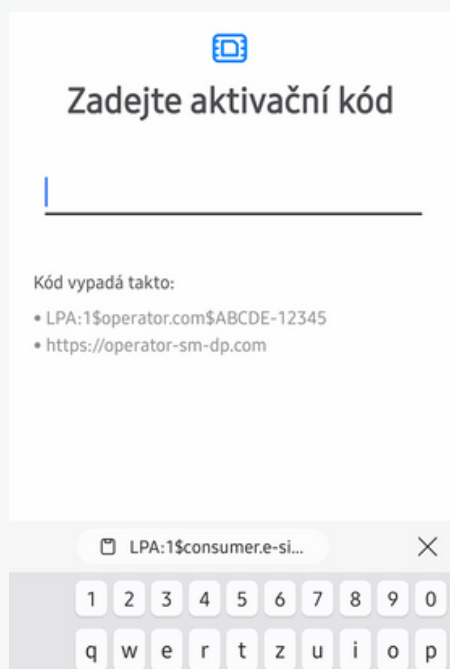 Zadejte aktivační kód
Kód vypadá takto:
• LPA:1$operator.com$ABCDE-12345
• https://operator-sm-dp.com
LPA:1$consumer.e-si...
1 2 3 4 5 6 7 8 9 0
q w e r t z u i o p